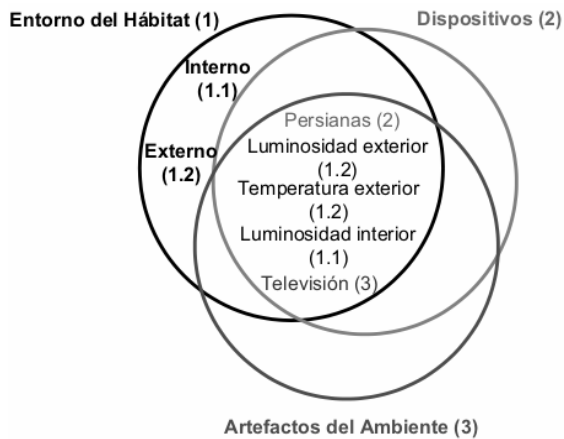 Entorno del Hábitat (1)
Dispositivos (2)
Interno
(1.1)
Externo
(1.2)
Persianas (2)
Luminosidad exterior
(1.2)
Temperatura exterior
(1.2)
Luminosidad interior
(1.1)
Televisión (3)
Artefactos del Ambiente (3)